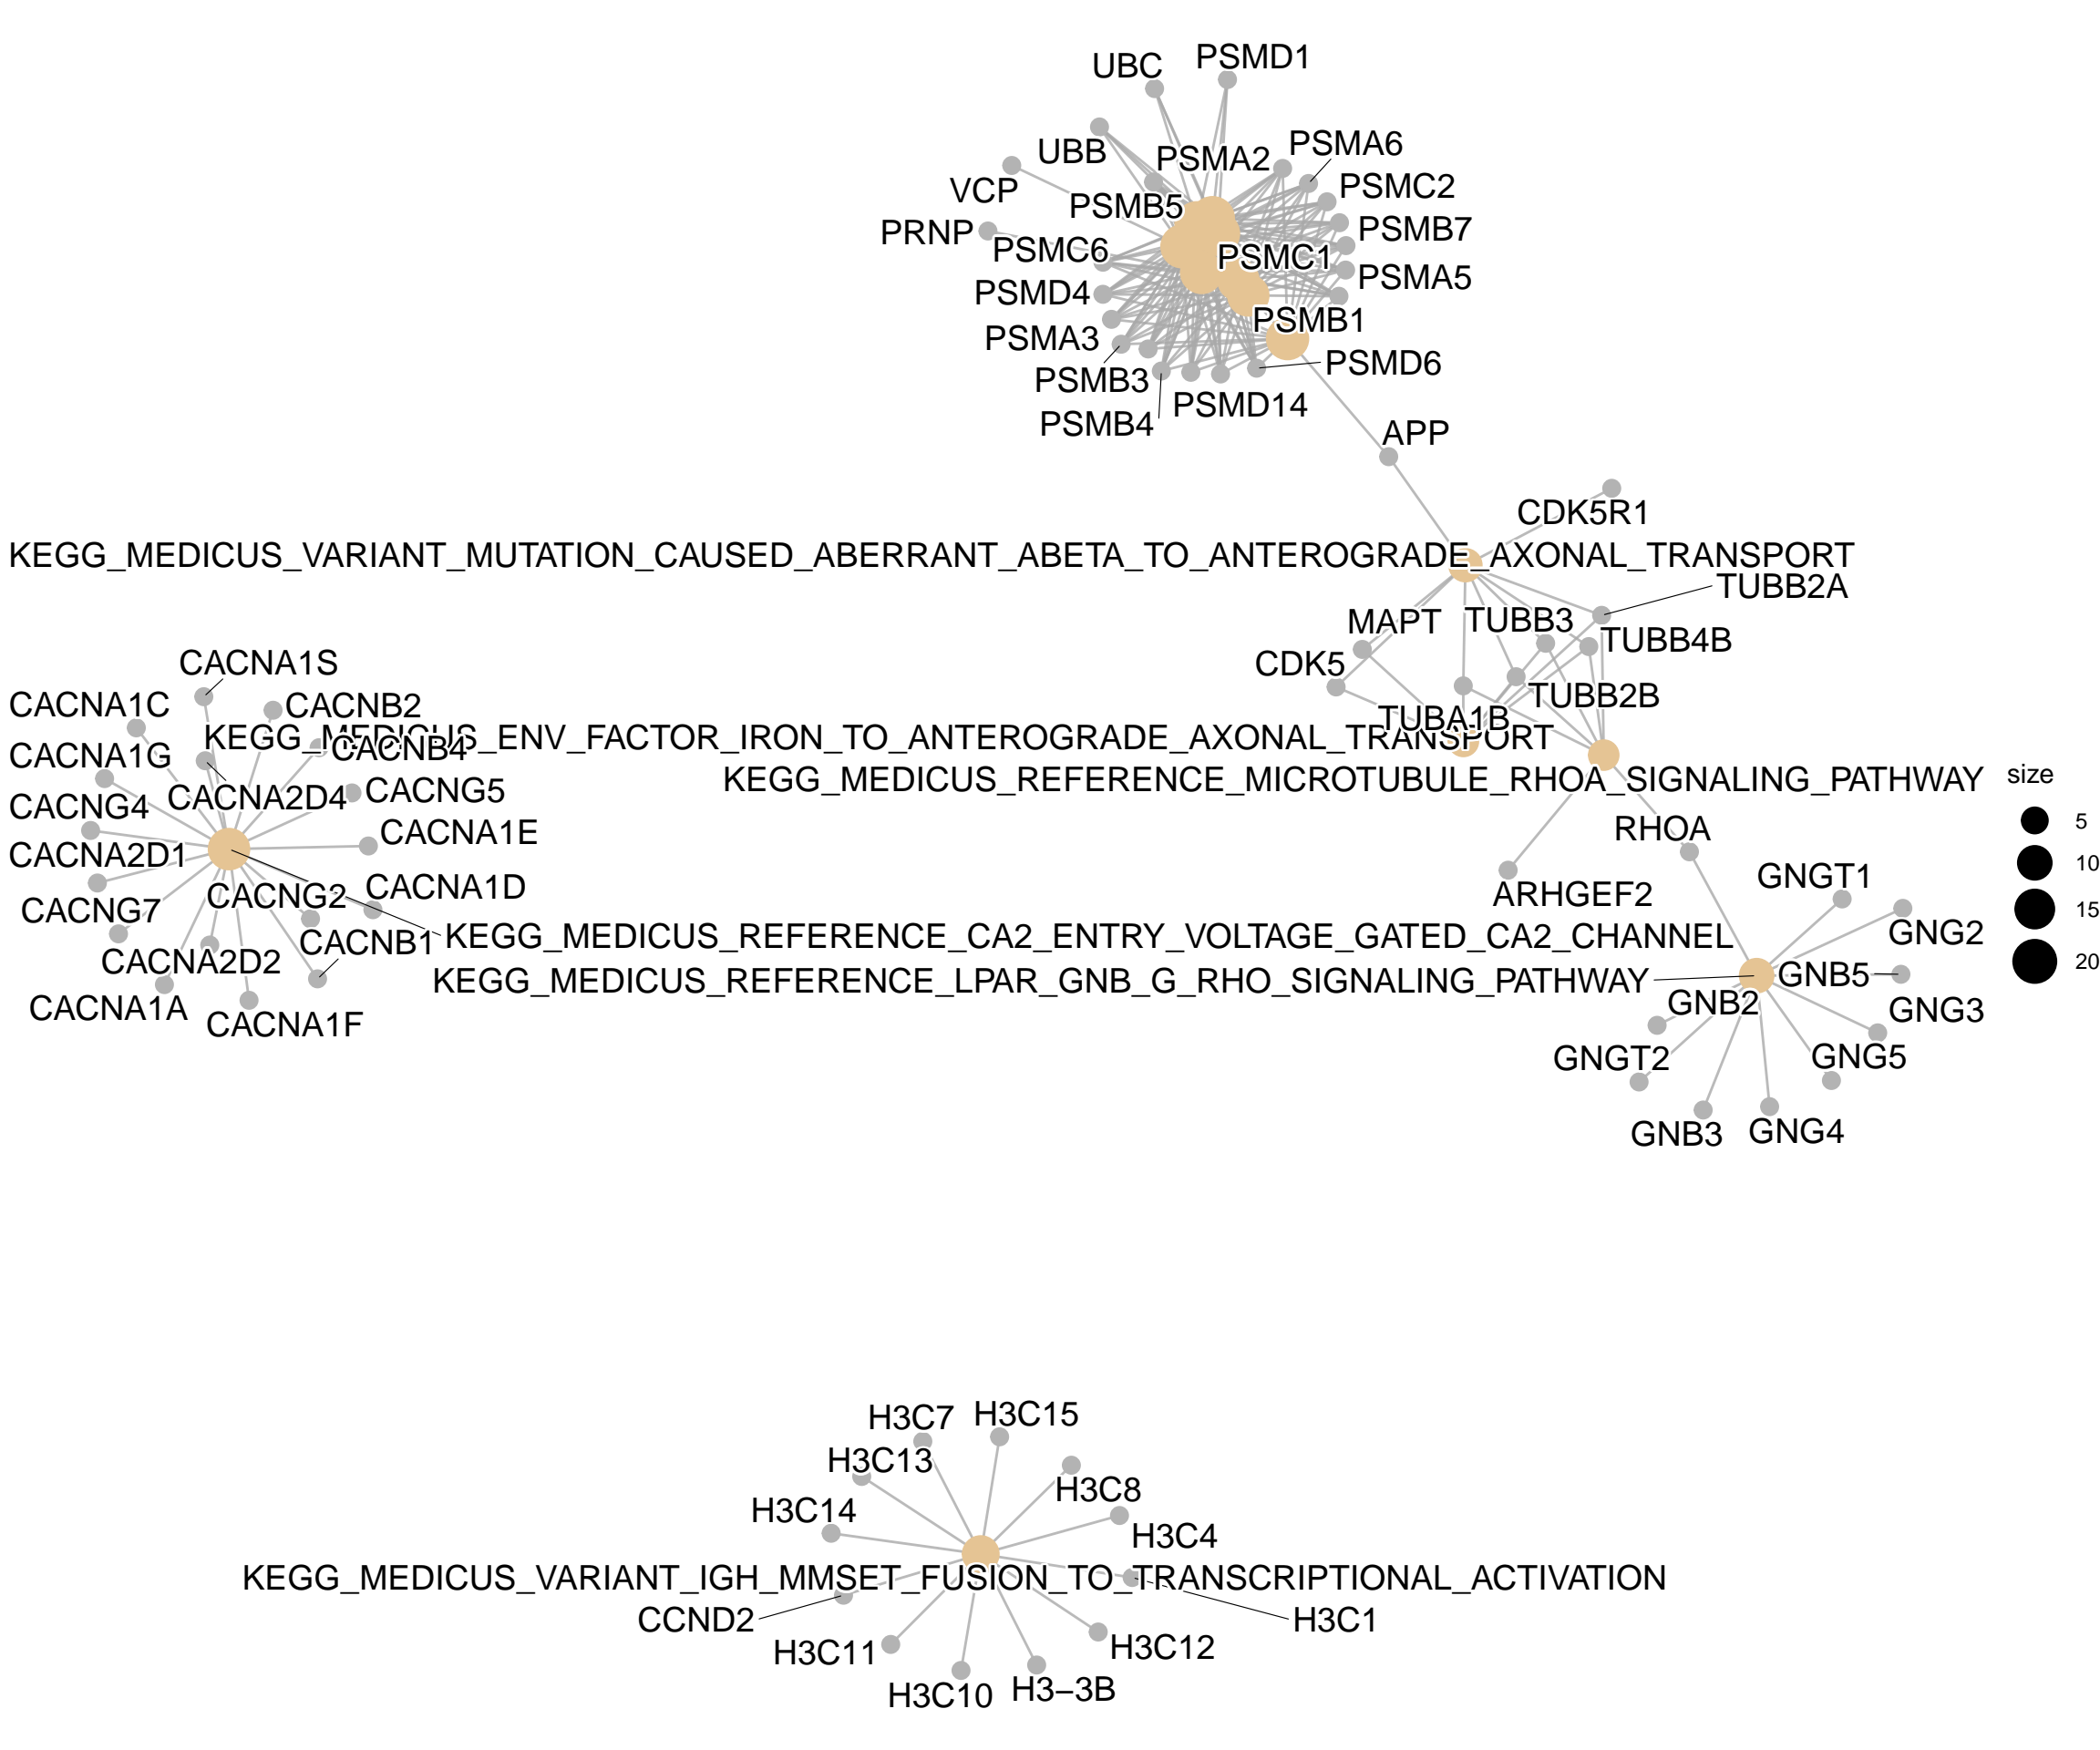 UBC
PSMD1
UBB
PSMA2
PSMA6
VCP
PSMC2
PSMB5
PRNP
PSMC6
PSMC1
PSMB7
PSMD4
PSMA5
PSMA3
PSMB1
PSMB3
PSMD6
PSMB4
PSMD14
APP
CDK5R1
KEGG_MEDICUS_VARIANT_MUTATION_CAUSED_ABERRANT_ABETA_TO_ANTEROGRADE_AXONAL_TRANSPORT
TUBB2A
MAPT
TUBB3
TUBB4B
CDK5
TUBB2B
TUBA1B
CACNA1S
CACNA1C
CACNB2
KEGG_MEDICUS_ENV_FACTOR_IRON_TO_ANTEROGRADE_AXONAL_TRANSPORT
CACNB4
CACNA1G
KEGG_MEDICUS_REFERENCE_MICROTUBULE_RHOA_SIGNALING_PATHWAY
CACNG4
CACNA2D4
CACNG5
CACNA1E
CACNA2D1
RHOA
CACNG2
CACNA1D
ARHGEF2
GNGT1
CACNG7
CACNB1
KEGG_MEDICUS_REFERENCE_CA2_ENTRY_VOLTAGE_GATED_CA2_CHANNEL
GNG2
CACNA2D2
KEGG_MEDICUS_REFERENCE_LPAR_GNB_G_RHO_SIGNALING_PATHWAY
GNB5
CACNA1A
CACNA1F
GNB2
GNG3
GNGT2
GNG5
GNB3
GNG4
size
5
10
15
20
H3C7
H3C15
H3C13
H3C8
H3C14
H3C4
KEGG_MEDICUS_VARIANT_IGH_MMSET_FUSION_TO_TRANSCRIPTIONAL_ACTIVATION
CCND2
H3C1
H3C11
H3C12
H3C10
H3–3B